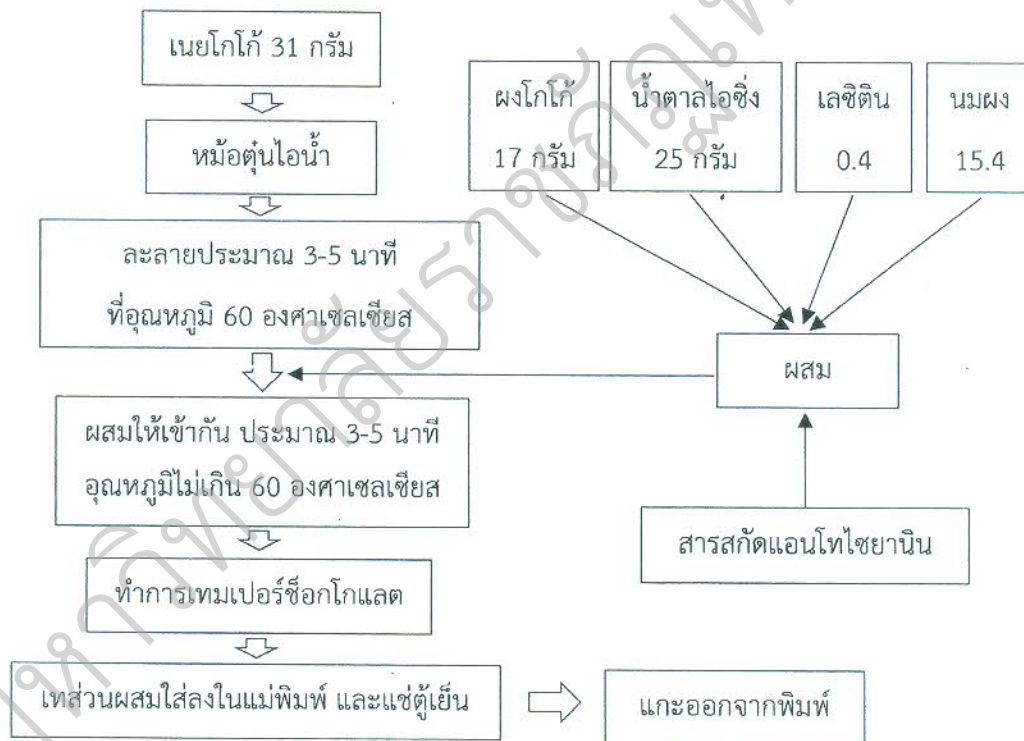 เนยโกโก้ 31 กรัม
หม้อตุ๋นไอน้ำ
ละลายประมาณ 3-5 นาที
ที่อุณหภูมิ 60 องศาเซลเซียส
ผงโกโก้
17 กรัม
น้ำตาลไอซิ่ง
25 กรัม
เลซิติน
0.4
นมผง
15.4
ผสม
สารสกัดแอนโทไซยานิน
ผสมให้เข้ากัน ประมาณ 3-5 นาที
อุณหภูมิไม่เกิน 60 องศาเซลเซียส
ทำการเทมเปอร์ช็อกโกแลต
เทส่วนผสมใส่ลงในแม่พิมพ์ และแช่ตู้เย็น
แกะออกจากพิมพ์